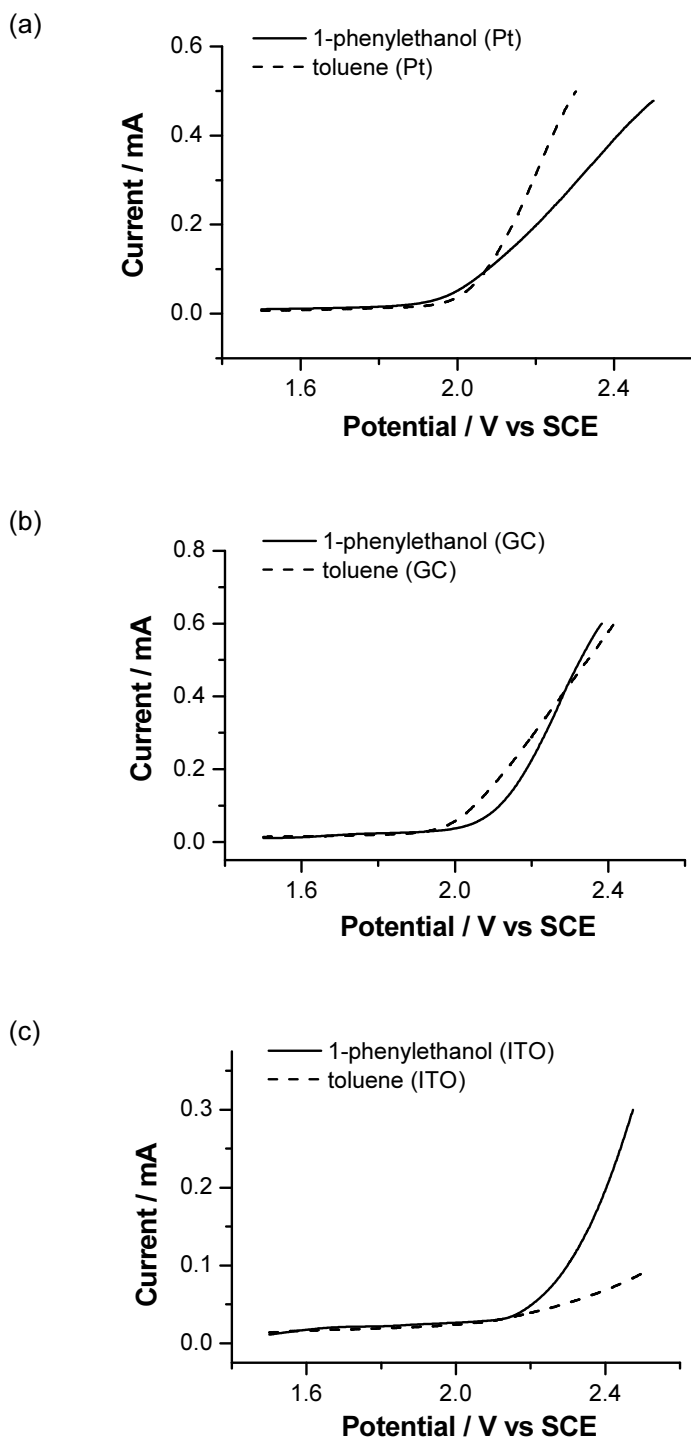 (a)
1-phenylethanol (Pt)
toluene (Pt)
0.6
0.4
0.2
0.0
Current / mA
1.6
2.0
2.4
Potential / V vs SCE
(b)
1-phenylethanol (GC)
toluene (GC)
0.8
0.6
0.4
0.2
0.0
Current / mA
1.6
2.0
2.4
Potential / V vs SCE
(c)
1-phenylethanol (ITO)
toluene (ITO)
0.3
0.2
0.1
0.0
Current / mA
1.6
2.0
2.4
Potential / V vs SCE